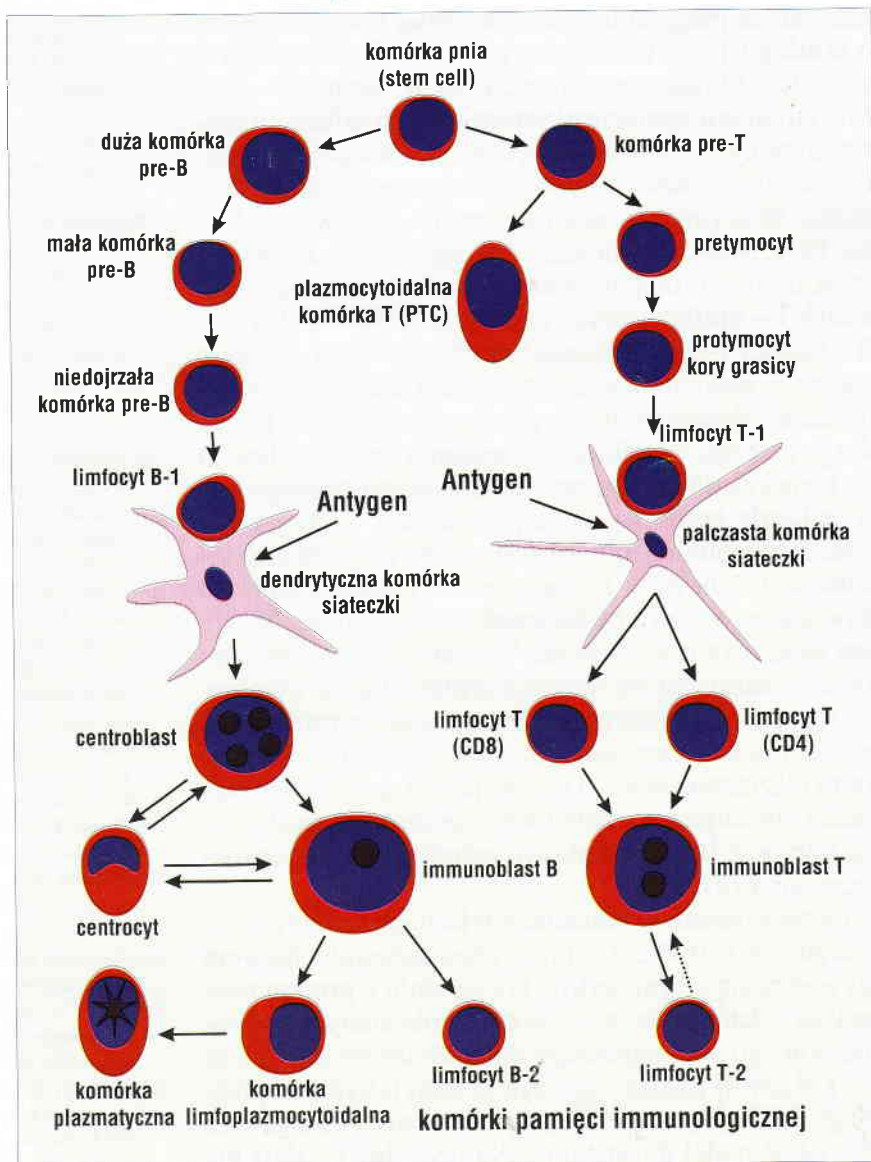 komórka pnia
(stem cell)
duża komórka
pre-B
komórka pre-T
mała komórka
pre-B
pretymocyt
plazmocytoidalna
komórka T (PTC)
protymocyt
kory grasicy
niedojrzała
komórka pre-B
limfocyt T-1
limfocyt B-1
Antygen
Antygen
palczasta komórka
siateczki
dendrytyczna komórka
siateczki
centroblast
limfocyt T
(CD8)
limfocyt T
(CD4)
immunoblast B
immunoblast T
centrocyt
komórka
plazmatyczna
komórka
limfoplazmocytoidalna
limfocyt B-2
limfocyt T-2
komórki pamięci immunologicznej